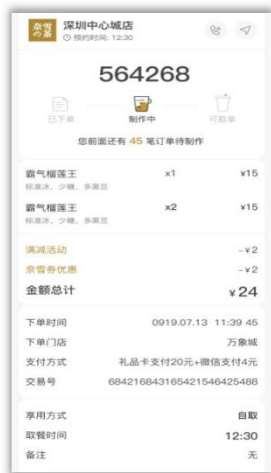 奈雪の茶 深圳中心城店
预约时间: 12:30
564268
已下单 制作中 可取单
您前面还有 45 笔订单待制作
霸气榴莲王 x1 ¥15
标准冰、少糖、多栗豆
霸气榴莲王 x2 ¥15
标准冰、少糖、多栗豆
满减活动 -¥2
奈雪券优惠 -¥2
金额总计 ¥24
下单时间 0919.07.13 11:39 45
下单门店 万象城
支付方式 礼品卡支付20元+微信支付4元
交易号 684216843165421546425488
享用方式 自取
取餐时间 12:30
备注 无